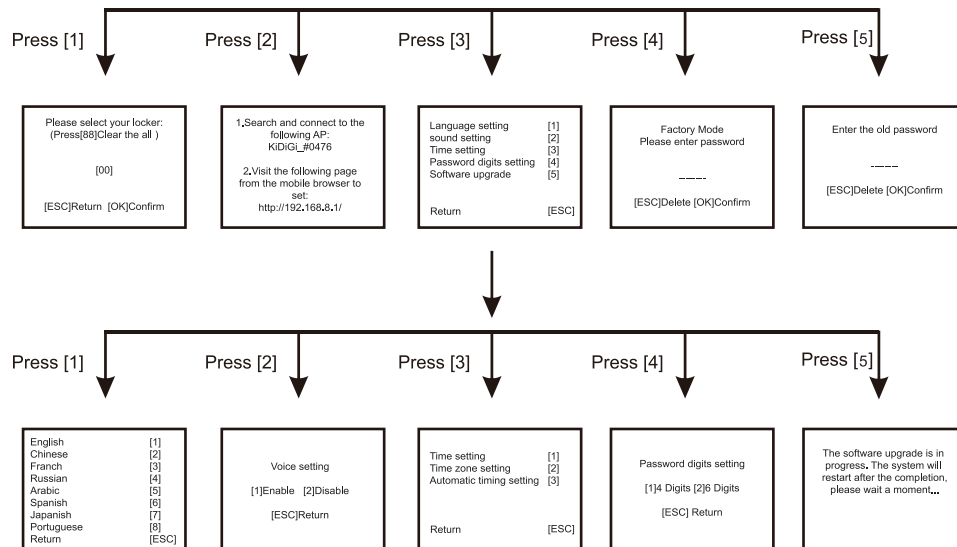 Press [1]
Press [2]
Press [3]
Press [4]
Press [5]
Please select your locker:
(Press[88]Clear the all )
[00]
[ESC]Return [OK]Confirm
1.Search and connect to the
following AP:
KiDiGi_#0476
2.Visit the following page
from the mobile browser to
set:
http://192.168.8.1/
Language setting [1]
sound setting [2]
Time setting [3]
Password digits setting [4]
Software upgrade [5]
Return [ESC]
Factory Mode
Please enter password
-----
[ESC]Delete [OK]Confirm
Enter the old password
-----
[ESC]Delete [OK]Confirm
Press [1]
Press [2]
Press [3]
Press [4]
Press [5]
English [1]
Chinese [2]
Franch [3]
Russian [4]
Arabic [5]
Spanish [6]
Japanish [7]
Portuguese [8]
Return [ESC]
Voice setting
[1]Enable [2]Disable
[ESC]Return
Time setting [1]
Time zone setting [2]
Automatic timing setting [3]
Return [ESC]
Password digits setting
[1]4 Digits [2]6 Digits
[ESC] Return
The software upgrade is in
progress. The system will
restart after the completion,
please wait a moment...